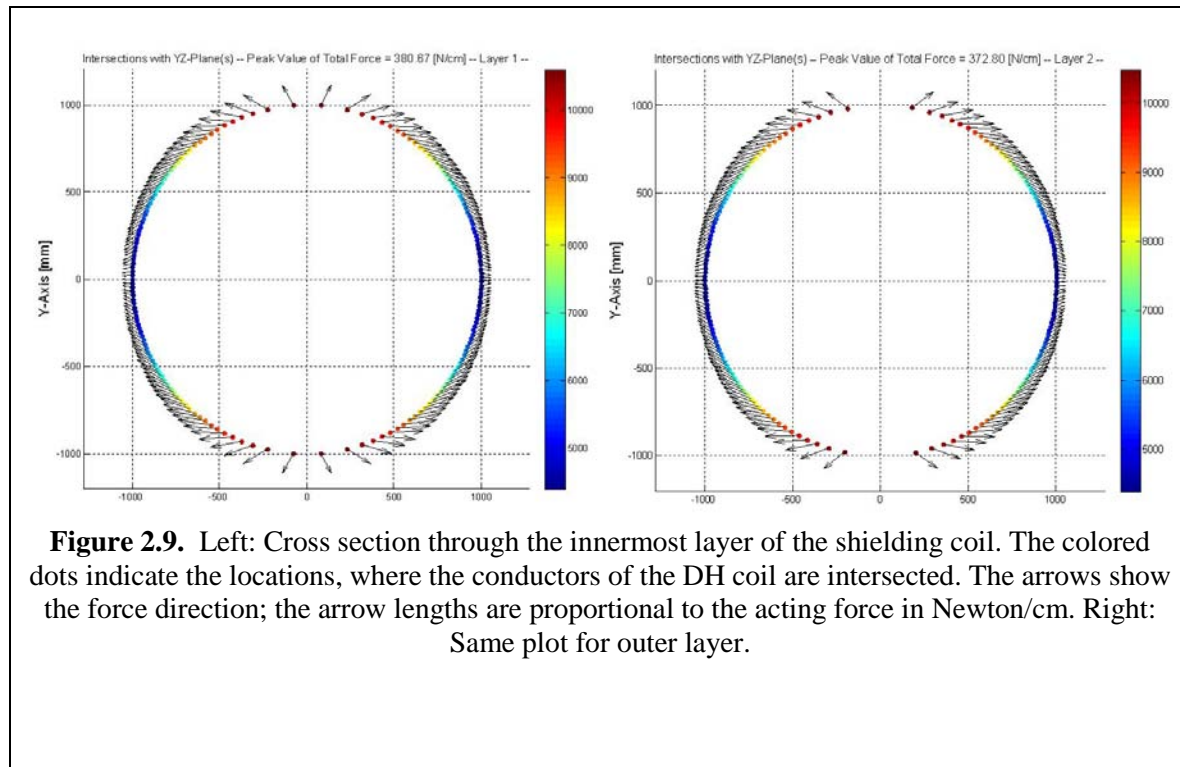 Intersections with YZ-Plane(s) -- Peak Value of Total Force = 380.67 [N/cm] -- Layer 1 --
1000
500
0
-500
-1000
Y-Axis [mm]
-1000 -500 0 500 1000
10000
9000
8000
7000
6000
5000
Intersections with YZ-Plane(s) -- Peak Value of Total Force = 372.80 [N/cm] -- Layer 2 --
1000
500
0
-500
-1000
Y-Axis [mm]
-1000 -500 0 500 1000
10000
9000
8000
7000
6000
5000
Figure 2.9. Left: Cross section through the innermost layer of the shielding coil. The colored
dots indicate the locations, where the conductors of the DH coil are intersected. The arrows show
the force direction; the arrow lengths are proportional to the acting force in Newton/cm. Right:
Same plot for outer layer.